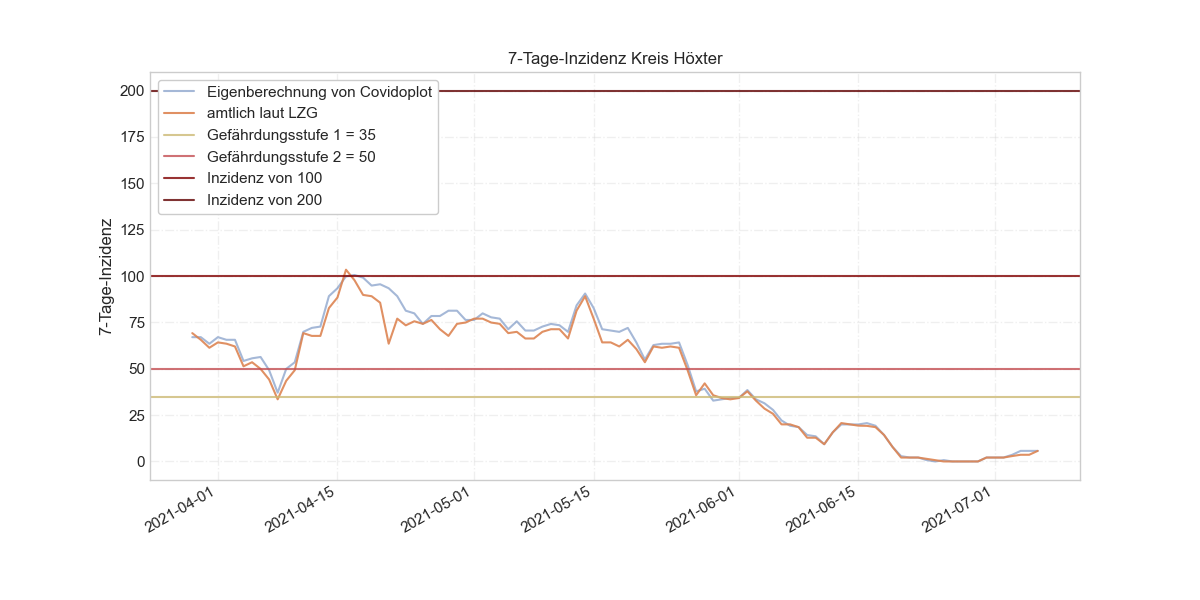 7-Tage-Inzidenz Kreis Höxter
Eigenberechnung von Covidoplot
amtlich laut LZG
Gefährdungsstufe 1 = 35
Gefährdungsstufe 2 = 50
Inzidenz von 100
Inzidenz von 200
7-Tage-Inzidenz
200
175
150
125
100
75
50
25
0
2021-04-01
2021-04-15
2021-05-01
2021-05-15
2021-06-01
2021-06-15
2021-07-01